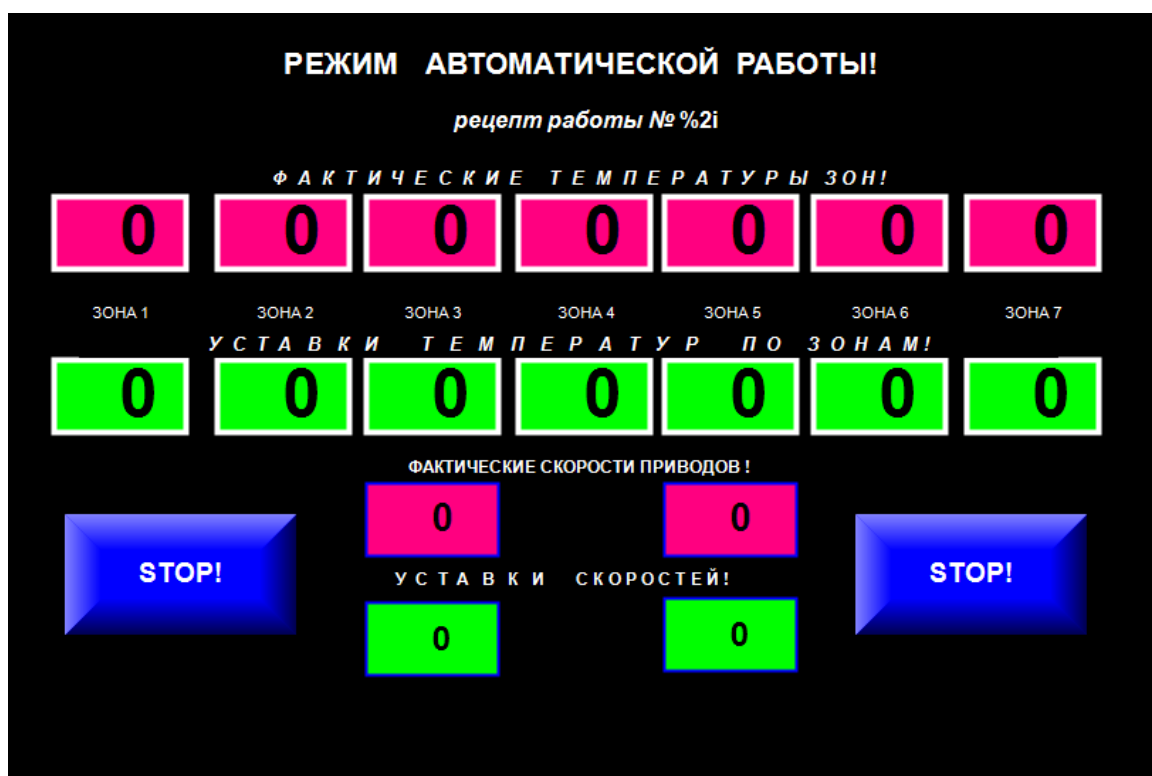 РЕЖИМ АВТОМАТИЧЕСКОЙ РАБОТЫ!
рецепт работы № %2i
ФАКТИЧЕСКИЕ ТЕМПЕРАТУРЫ ЗОН!
0 0 0 0 0 0 0
ЗОНА 1 ЗОНА 2 ЗОНА 3 ЗОНА 4 ЗОНА 5 ЗОНА 6 ЗОНА 7
УСТАВКИ ТЕМПЕРАТУР ПО ЗОНАМ!
0 0 0 0 0 0 0
ФАКТИЧЕСКИЕ СКОРОСТИ ПРИВОДОВ !
0 0
STOP! УСТАВКИ СКОРОСТЕЙ! STOP!
0 0